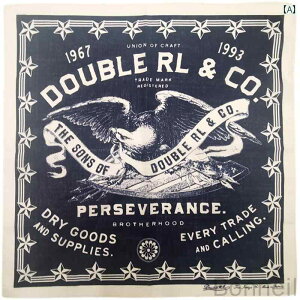 [A]
1967
UNION OF CRAFT
1993
DOUBLE RL & CO.
TRADE MARK
REGISTERED
THE SONS OF
DOUBLE RL & CO.
PERSEVERANCE.
BROTHERHOOD
DRY GOODS
AND SUPPLIES.
EVERY TRADE
AND CALLING.